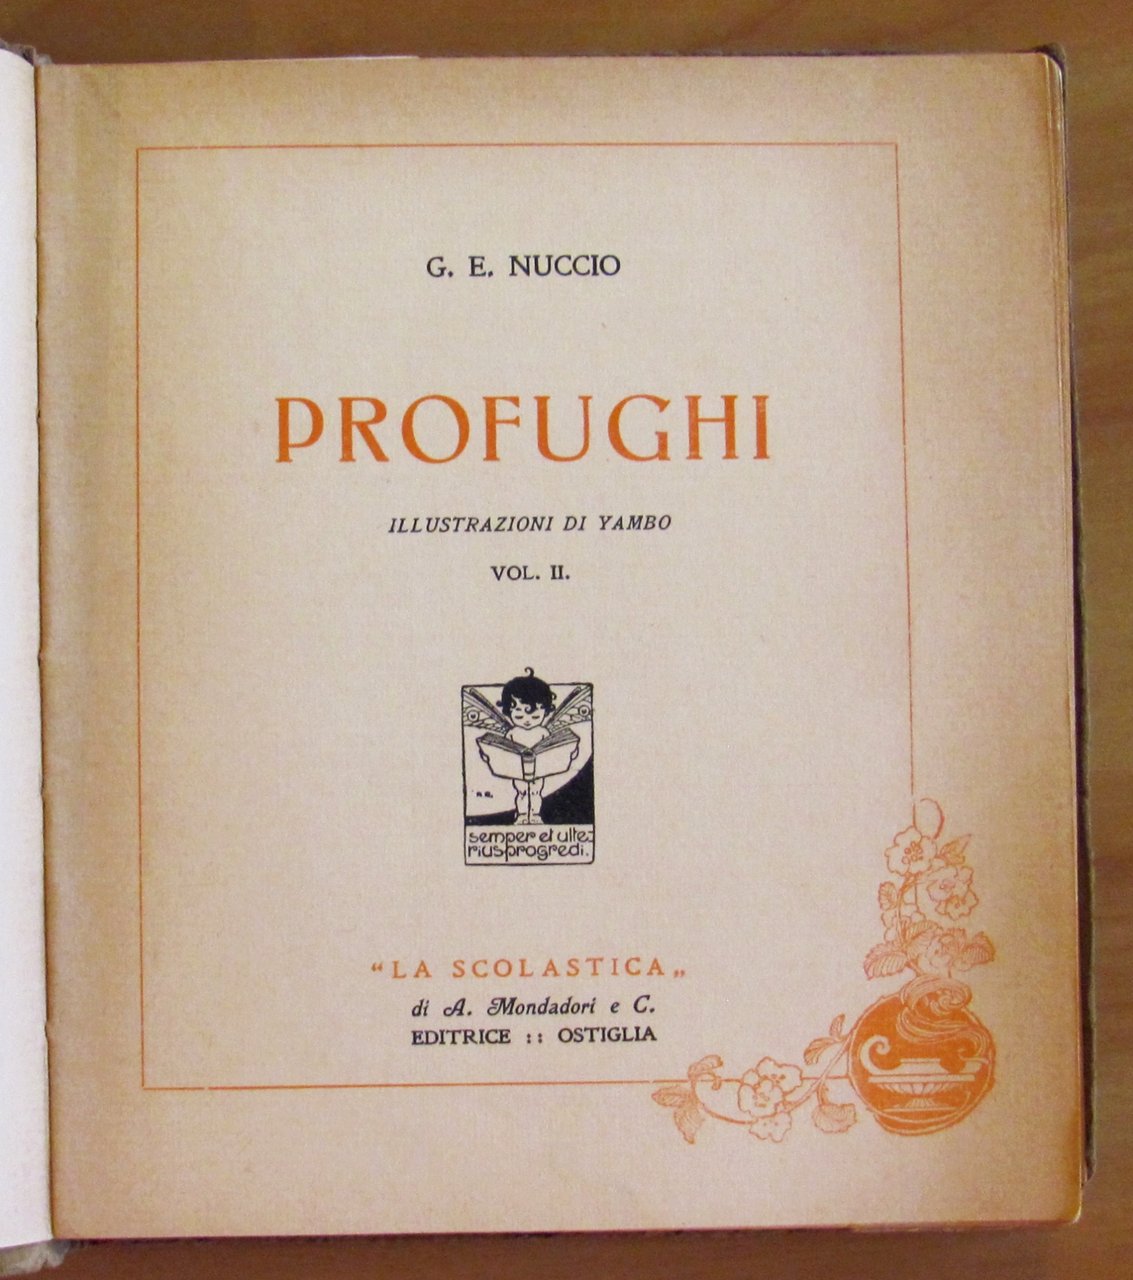 G. E. NUCCIO
PROFUGHI
ILLUSTRAZIONI DI YAMBO
VOL. II.
semper et ulte-
rius progredi.
“LA SCOLASTICA„
di A. Mondadori e C.
EDITRICE :: OSTIGLIA